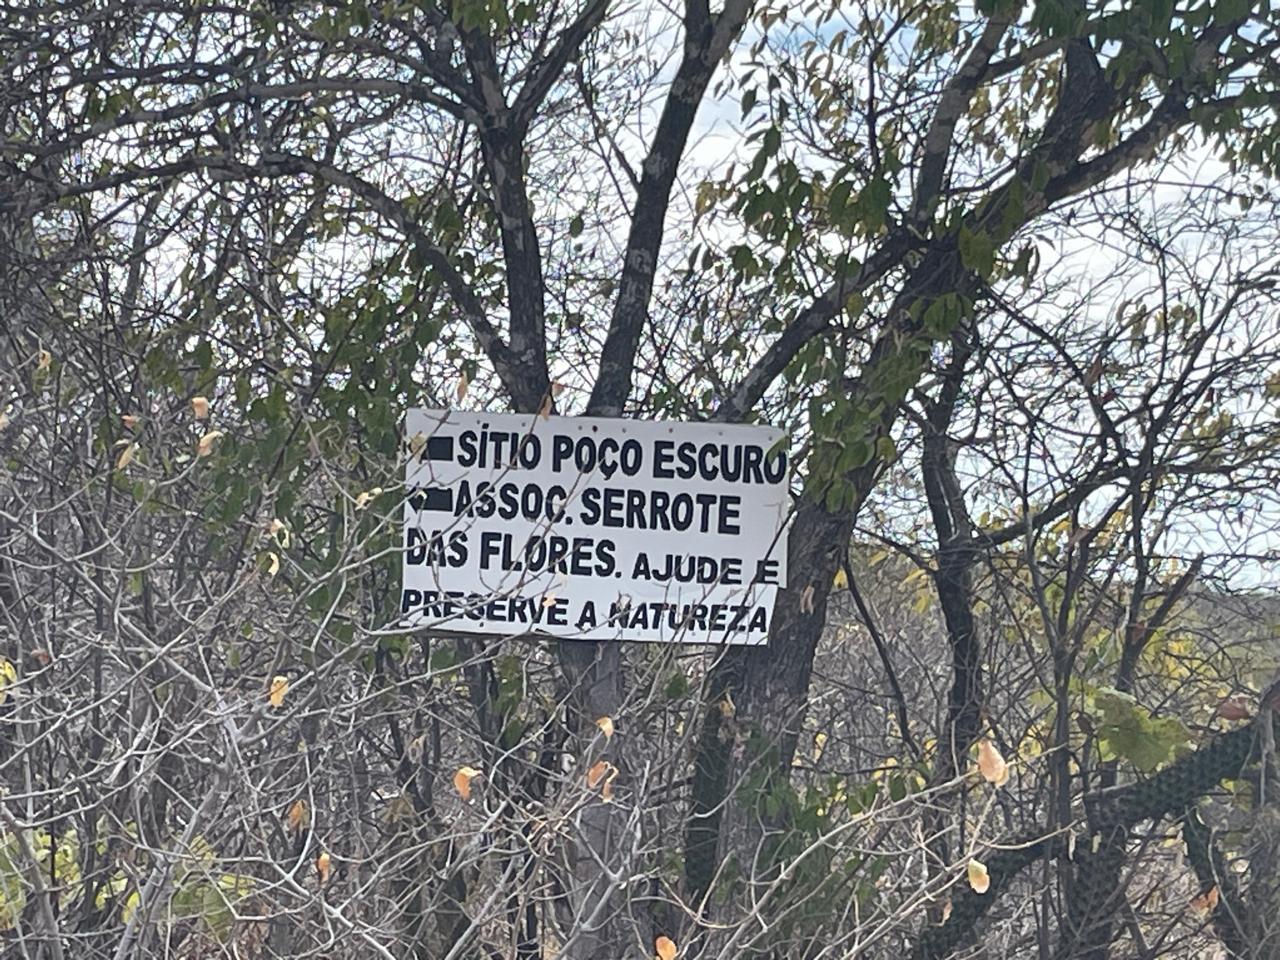 SÍTIO POÇO ESCURO
ASSOC. SERROTE
DAS FLORES. AJUDE E
PRESERVE A NATUREZA